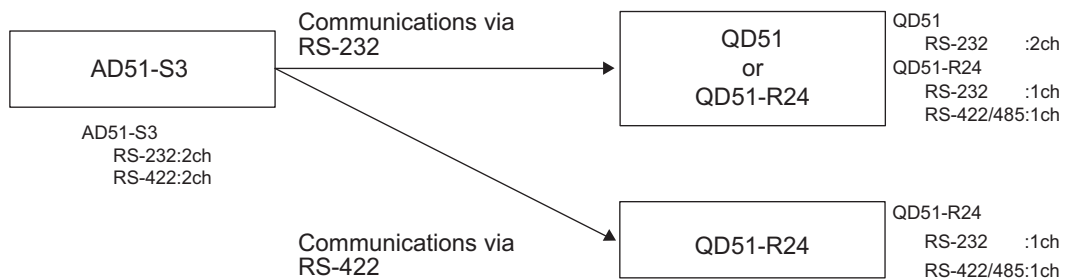 Communications via
RS-232
AD51-S3
AD51-S3
RS-232:2ch
RS-422:2ch
QD51
or
QD51-R24
QD51
RS-232 :2ch
QD51-R24
RS-232 :1ch
RS-422/485:1ch
Communications via
RS-422
QD51-R24
QD51-R24
RS-232 :1ch
RS-422/485:1ch